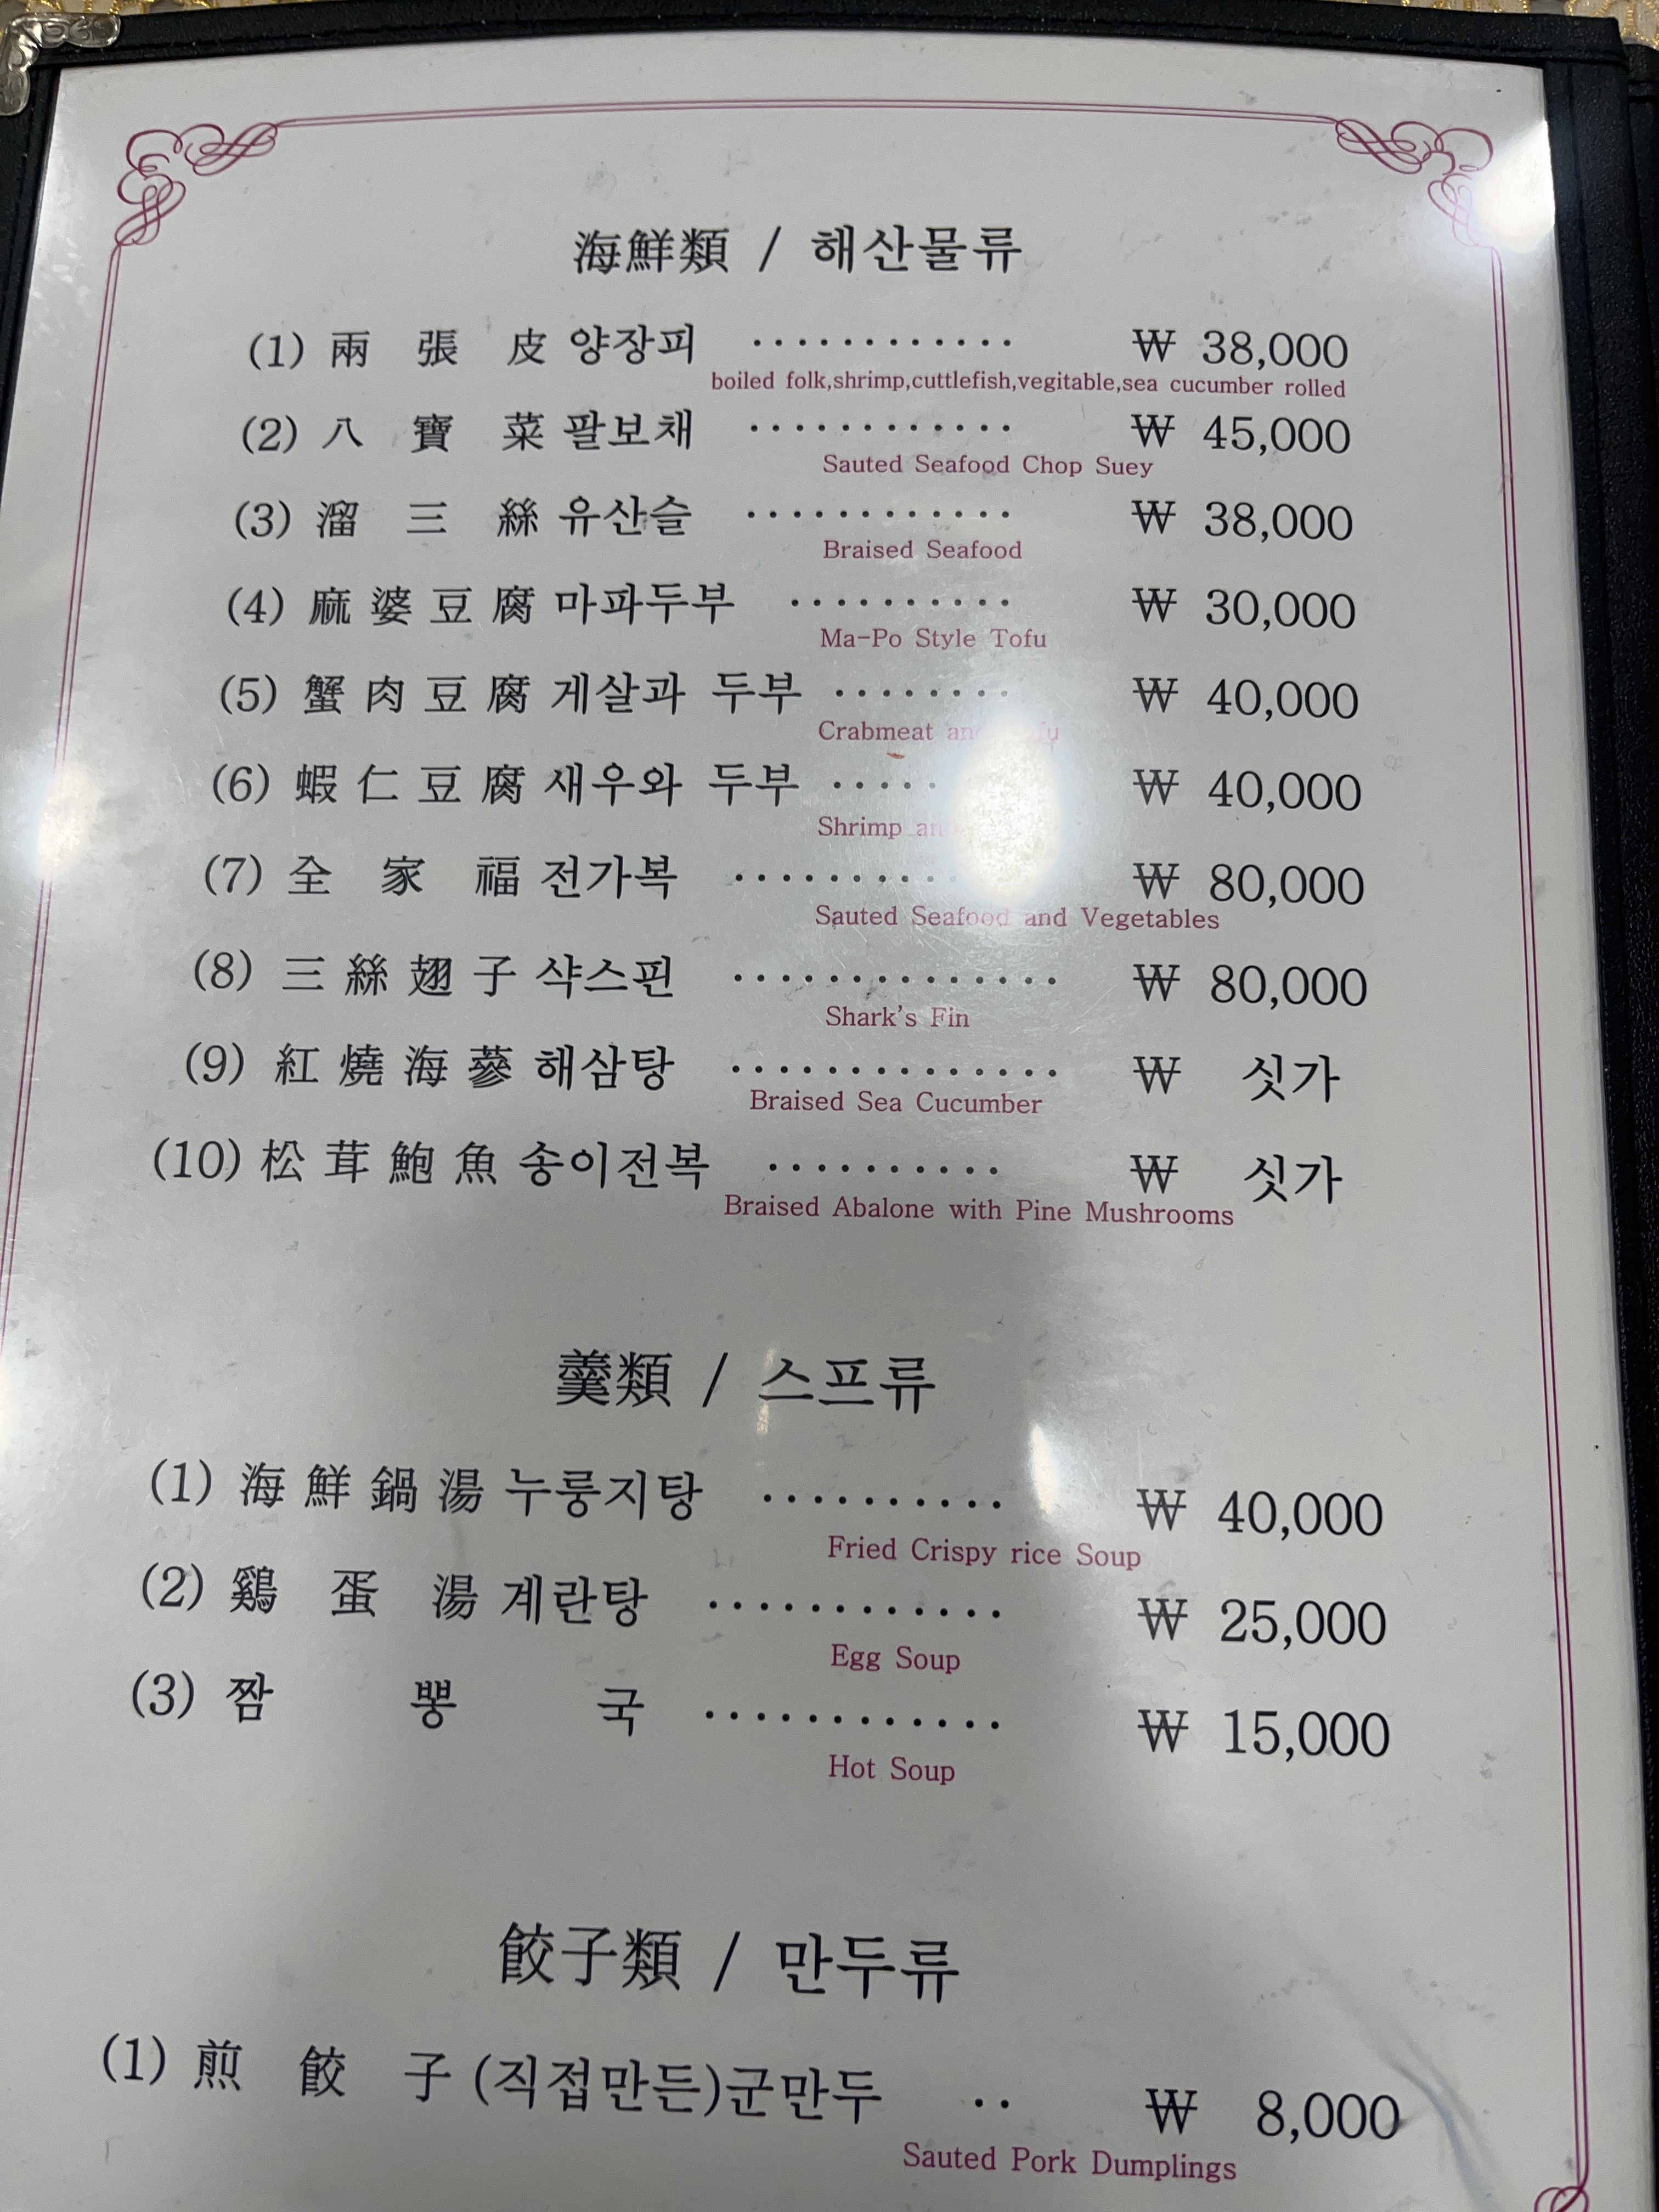 海鮮類 / 해산물류
(1) 兩 張 皮 양장피 ············ ₩ 38,000
boiled folk,shrimp,cuttlefish,vegitable,sea cucumber rolled
(2) 八 寶 菜 팔보채 ············ ₩ 45,000
Sauted Seafood Chop Suey
(3) 溜 三 絲 유산슬 ············ ₩ 38,000
Braised Seafood
(4) 麻 婆 豆 腐 마파두부 ·········· ₩ 30,000
Ma-Po Style Tofu
(5) 蟹 肉 豆 腐 게살과 두부 ········ ₩ 40,000
Crabmeat and
(6) 蝦 仁 豆 腐 새우와 두부 ····· ₩ 40,000
Shrimp
(7) 全 家 福 전가복 ·········· ₩ 80,000
Sauted Seafood and Vegetables
(8) 三 絲 翅 子 샥스핀 ·············· ₩ 80,000
Shark's Fin
(9) 紅 燒 海 蔘 해삼탕 ·············· ₩ 싯가
Braised Sea Cucumber
(10) 松 茸 鮑 魚 송이전복 ·········· ₩ 싯가
Braised Abalone with Pine Mushrooms
羹類 / 스프류
(1) 海 鮮 鍋 湯 누룽지탕 ·········· ₩ 40,000
Fried Crispy rice Soup
(2) 鷄 蛋 湯 계란탕 ············ ₩ 25,000
Egg Soup
(3) 짬 뽕 국 ············ ₩ 15,000
Hot Soup
餃子類 / 만두류
(1) 煎 餃 子 (직접만든)군만두 ·· ₩ 8,000
Sauted Pork Dumplings